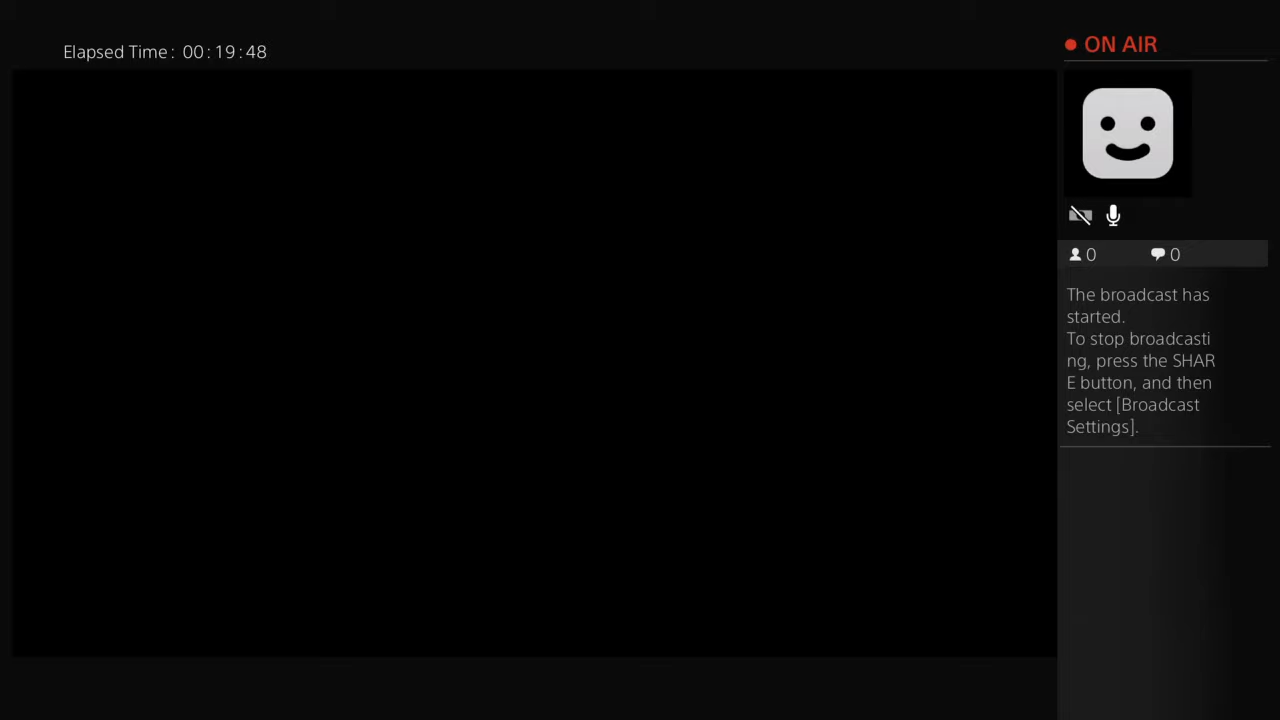 Elapsed Time: 00:19:48
ON AIR
0 0
The broadcast has
started.
To stop broadcasti
ng, press the SHAR
E button, and then
select [Broadcast
Settings].